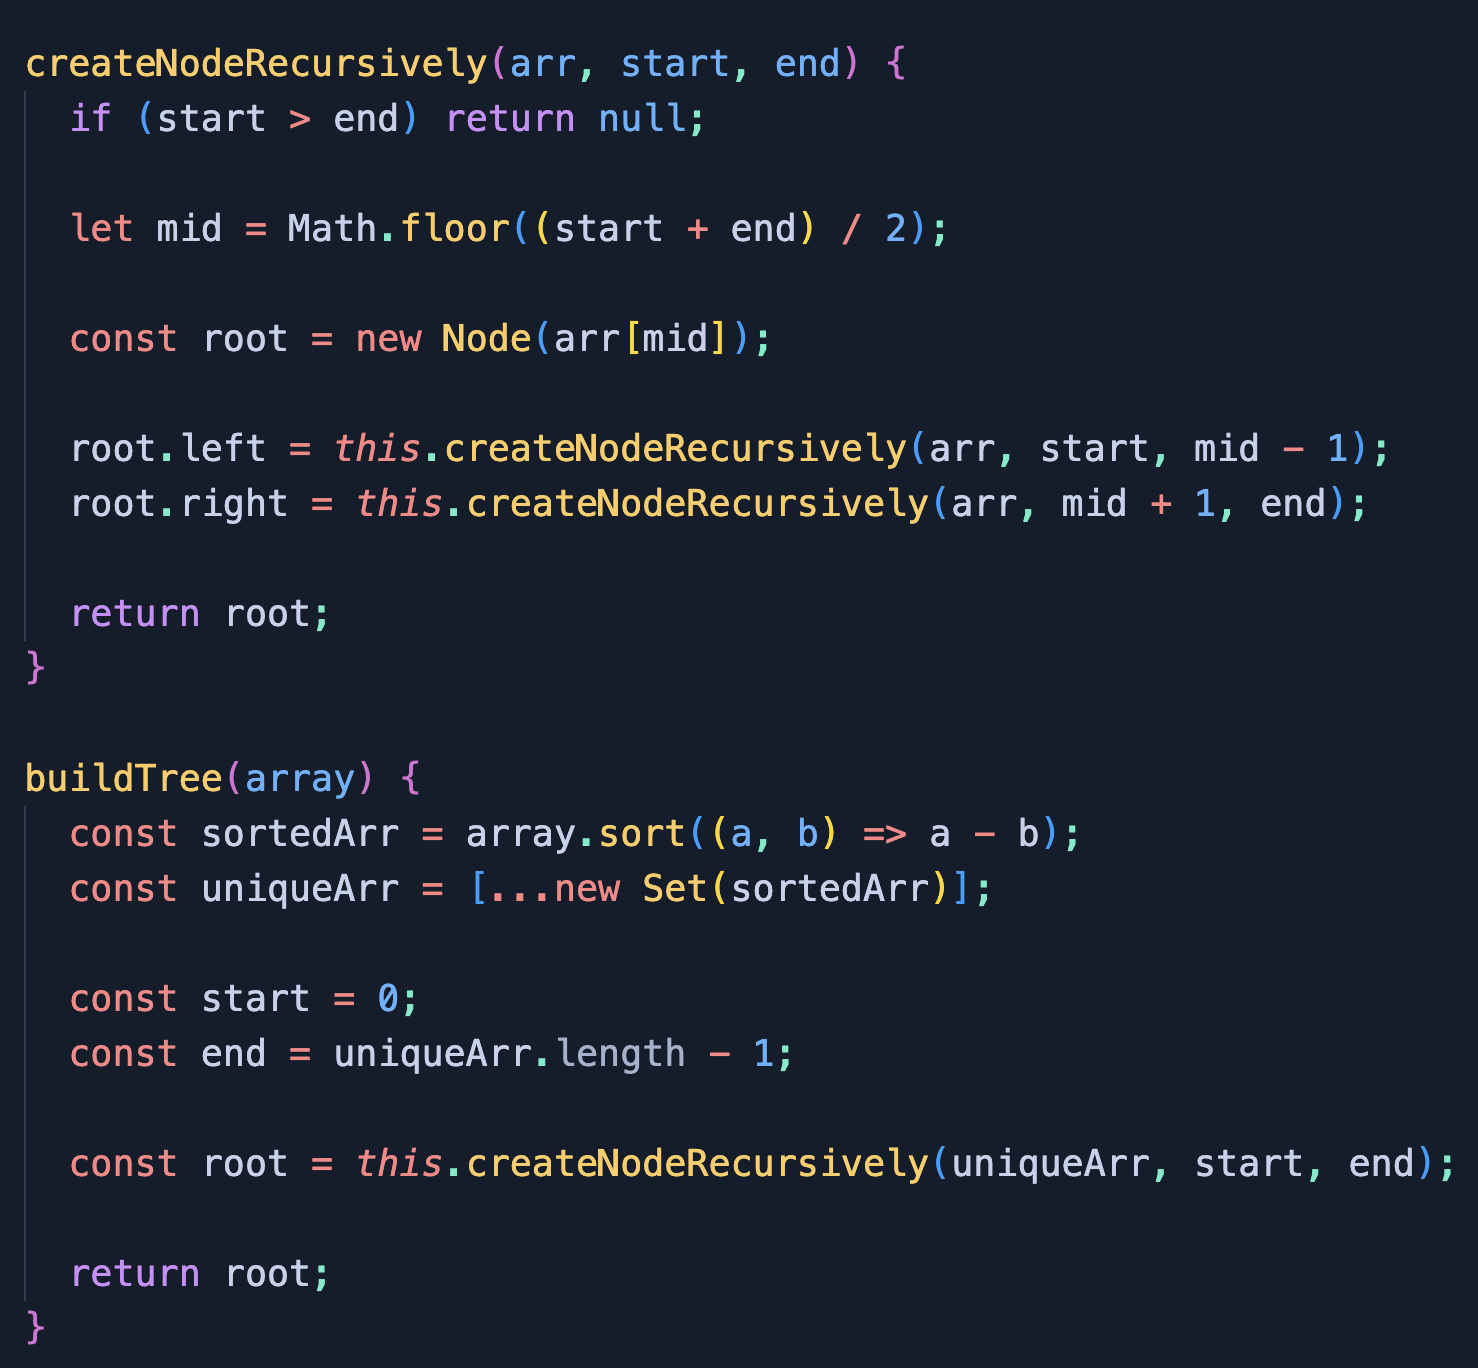 createNodeRecursively(arr, start, end) {
  if (start > end) return null;

  let mid = Math.floor((start + end) / 2);

  const root = new Node(arr[mid]);

  root.left = this.createNodeRecursively(arr, start, mid - 1);
  root.right = this.createNodeRecursively(arr, mid + 1, end);

  return root;
}

buildTree(array) {
  const sortedArr = array.sort((a, b) => a - b);
  const uniqueArr = [...new Set(sortedArr)];

  const start = 0;
  const end = uniqueArr.length - 1;

  const root = this.createNodeRecursively(uniqueArr, start, end);

  return root;
}